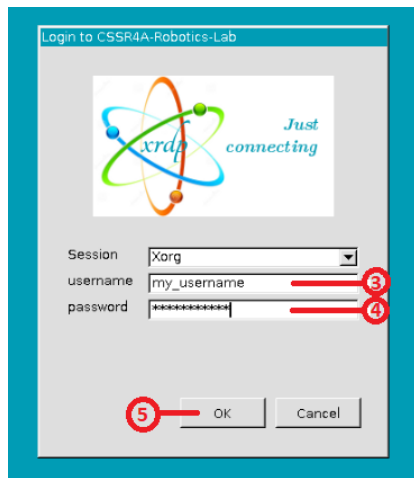 Login to CSSR4A-Robotics-Lab
xrdp
Just
connecting
Session
Xorg
username
my_username
3
password
***********
4
5
OK
Cancel